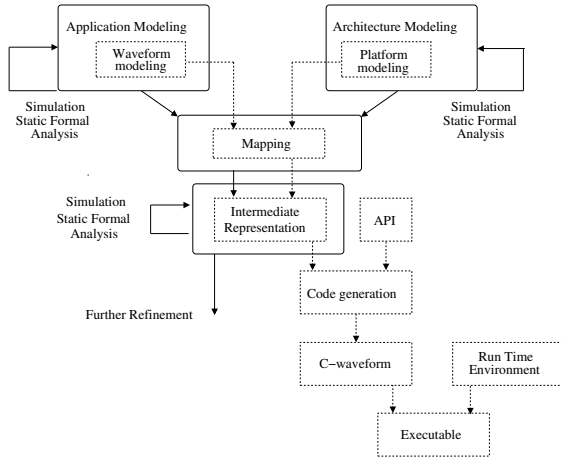 Application Modeling
Architecture Modeling
Waveform
modeling
Platform
modeling
Simulation
Static Formal
Analysis
Simulation
Static Formal
Analysis
Mapping
Simulation
Static Formal
Analysis
Intermediate
Representation
API
Code generation
Further Refinement
C−waveform
Run Time
Environment
Executable